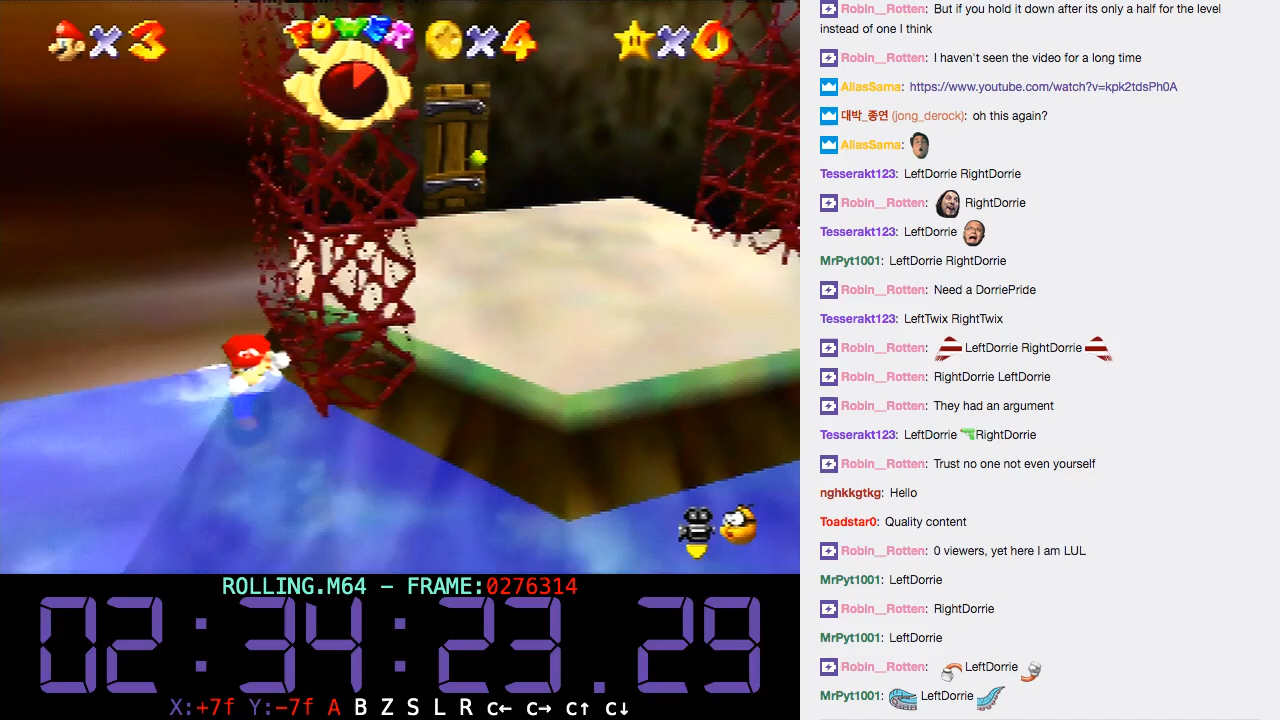 ×3
POWER
×4
×0
ROLLING.M64 – FRAME:0276314
02:34:23.29
X:+7f Y:-7f A B Z S L R C← C→ C↑ C↓
Robin__Rotten: But if you hold it down after its only a half for the level
instead of one I think
Robin__Rotten: I haven't seen the video for a long time
AliasSama: https://www.youtube.com/watch?v=kpk2tdsPh0A
대박_종연 (jong_derock): oh this again?
AliasSama:
Tesserakt123: LeftDorrie RightDorrie
Robin__Rotten: RightDorrie
Tesserakt123: LeftDorrie
MrPyt1001: LeftDorrie RightDorrie
Robin__Rotten: Need a DorriePride
Tesserakt123: LeftTwix RightTwix
Robin__Rotten: LeftDorrie RightDorrie
Robin__Rotten: RightDorrie LeftDorrie
Robin__Rotten: They had an argument
Tesserakt123: LeftDorrie RightDorrie
Robin__Rotten: Trust no one not even yourself
nghkkgtkg: Hello
Toadstar0: Quality content
Robin__Rotten: 0 viewers, yet here I am LUL
MrPyt1001: LeftDorrie
Robin__Rotten: RightDorrie
MrPyt1001: LeftDorrie
Robin__Rotten: LeftDorrie
MrPyt1001: LeftDorrie